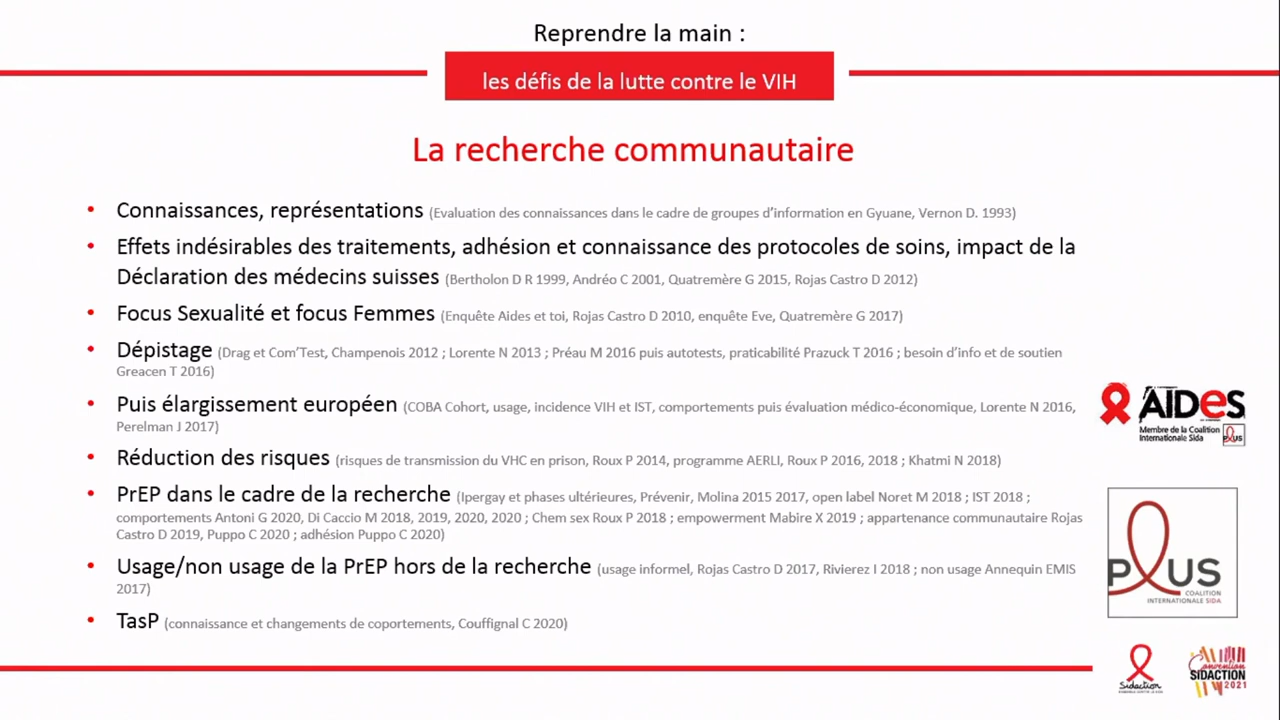 Reprendre la main :
les défis de la lutte contre le VIH
La recherche communautaire
• Connaissances, représentations (Evaluation des connaissances dans le cadre de groupes d'information en Gyuane, Vernon D. 1993)
• Effets indésirables des traitements, adhésion et connaissance des protocoles de soins, impact de la
Déclaration des médecins suisses (Bertholon D R 1999, Andréo C 2001, Quatremère G 2015, Rojas Castro D 2012)
• Focus Sexualité et focus Femmes (Enquête Aides et toi, Rojas Castro D 2010, enquête Eve, Quatremère G 2017)
• Dépistage (Drag et Com'Test, Champenois 2012 ; Lorente N 2013 ; Préau M 2016 puis autotests, praticabilité Prazuck T 2016 ; besoin d'info et de soutien
Greacen T 2016)
• Puis élargissement européen (COBA Cohort, usage, incidence VIH et IST, comportements puis évaluation médico-économique, Lorente N 2016,
Perelman J 2017)
• Réduction des risques (risques de transmission du VHC en prison, Roux P 2014, programme AERLI, Roux P 2016, 2018 ; Khatmi N 2018)
• PrEP dans le cadre de la recherche (Ipergay et phases ultérieures, Prévenir, Molina 2015 2017, open label Noret M 2018 ; IST 2018 ;
comportements Antoni G 2020, Di Caccio M 2018, 2019, 2020, 2020 ; Chem sex Roux P 2018 ; empowerment Mabire X 2019 ; appartenance communautaire Rojas
Castro D 2019, Puppo C 2020 ; adhésion Puppo C 2020)
• Usage/non usage de la PrEP hors de la recherche (usage informel, Rojas Castro D 2017, Rivierez I 2018 ; non usage Annequin EMIS
2017)
• TasP (connaissance et changements de coportements, Couffignal C 2020)
AIDES
Membre de la Coalition
Internationale Sida PLUS
PLUS
COALITION
INTERNATIONALE SIDA
Sidaction
Convention
SIDACTION
2021